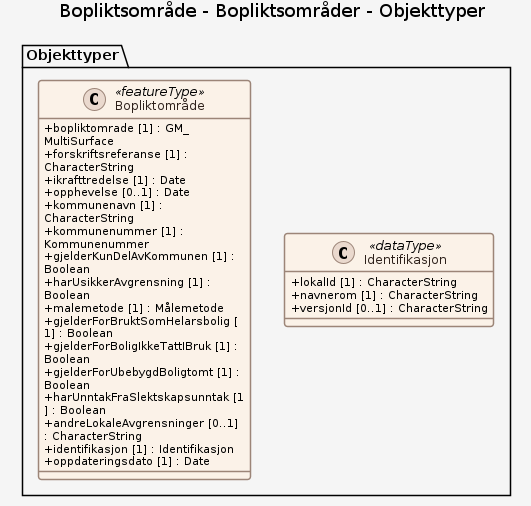 Bopliktsområde - Bopliktsområder - Objekttyper
Objekttyper
C
«featureType»
Bopliktområde
+bopliktomrade [1] : GM_
MultiSurface
+forskriftsreferanse [1] :
CharacterString
+ikrafttredelse [1] : Date
+opphevelse [0..1] : Date
+kommunenavn [1] :
CharacterString
+kommunenummer [1] :
Kommunenummer
+gjelderKunDelAvKommunen [1] :
Boolean
+harUsikkerAvgrensning [1] :
Boolean
+malemetode [1] : Målemetode
+gjelderForBruktSomHelarsbolig [
1] : Boolean
+gjelderForBoligIkkeTattIBruk [1] :
Boolean
+gjelderForUbebygdBoligtomt [1] :
Boolean
+harUnntakFraSlektskapsunntak [1
] : Boolean
+andreLokaleAvgrensninger [0..1]
: CharacterString
+identifikasjon [1] : Identifikasjon
+oppdateringsdato [1] : Date
C
«dataType»
Identifikasjon
+lokalId [1] : CharacterString
+navnerom [1] : CharacterString
+versjonId [0..1] : CharacterString